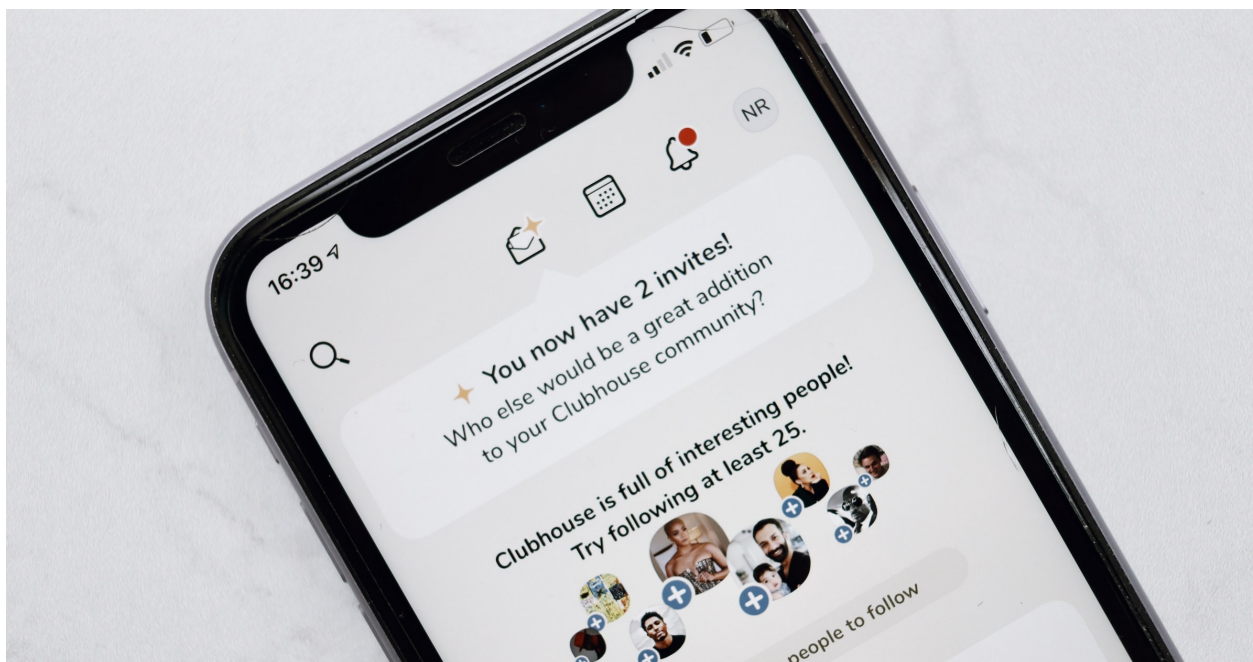 16:39
NR
You now have 2 invites!
Who else would be a great addition
to your Clubhouse community?
Clubhouse is full of interesting people!
Try following at least 25.
people to follow